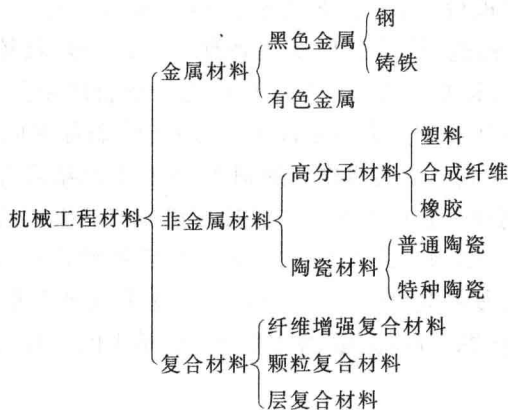 钢
黑色金属
铸铁
金属材料
有色金属
塑料
高分子材料
合成纤维
橡胶
机械工程材料
非金属材料
普通陶瓷
陶瓷材料
特种陶瓷
纤维增强复合材料
复合材料
颗粒复合材料
层复合材料